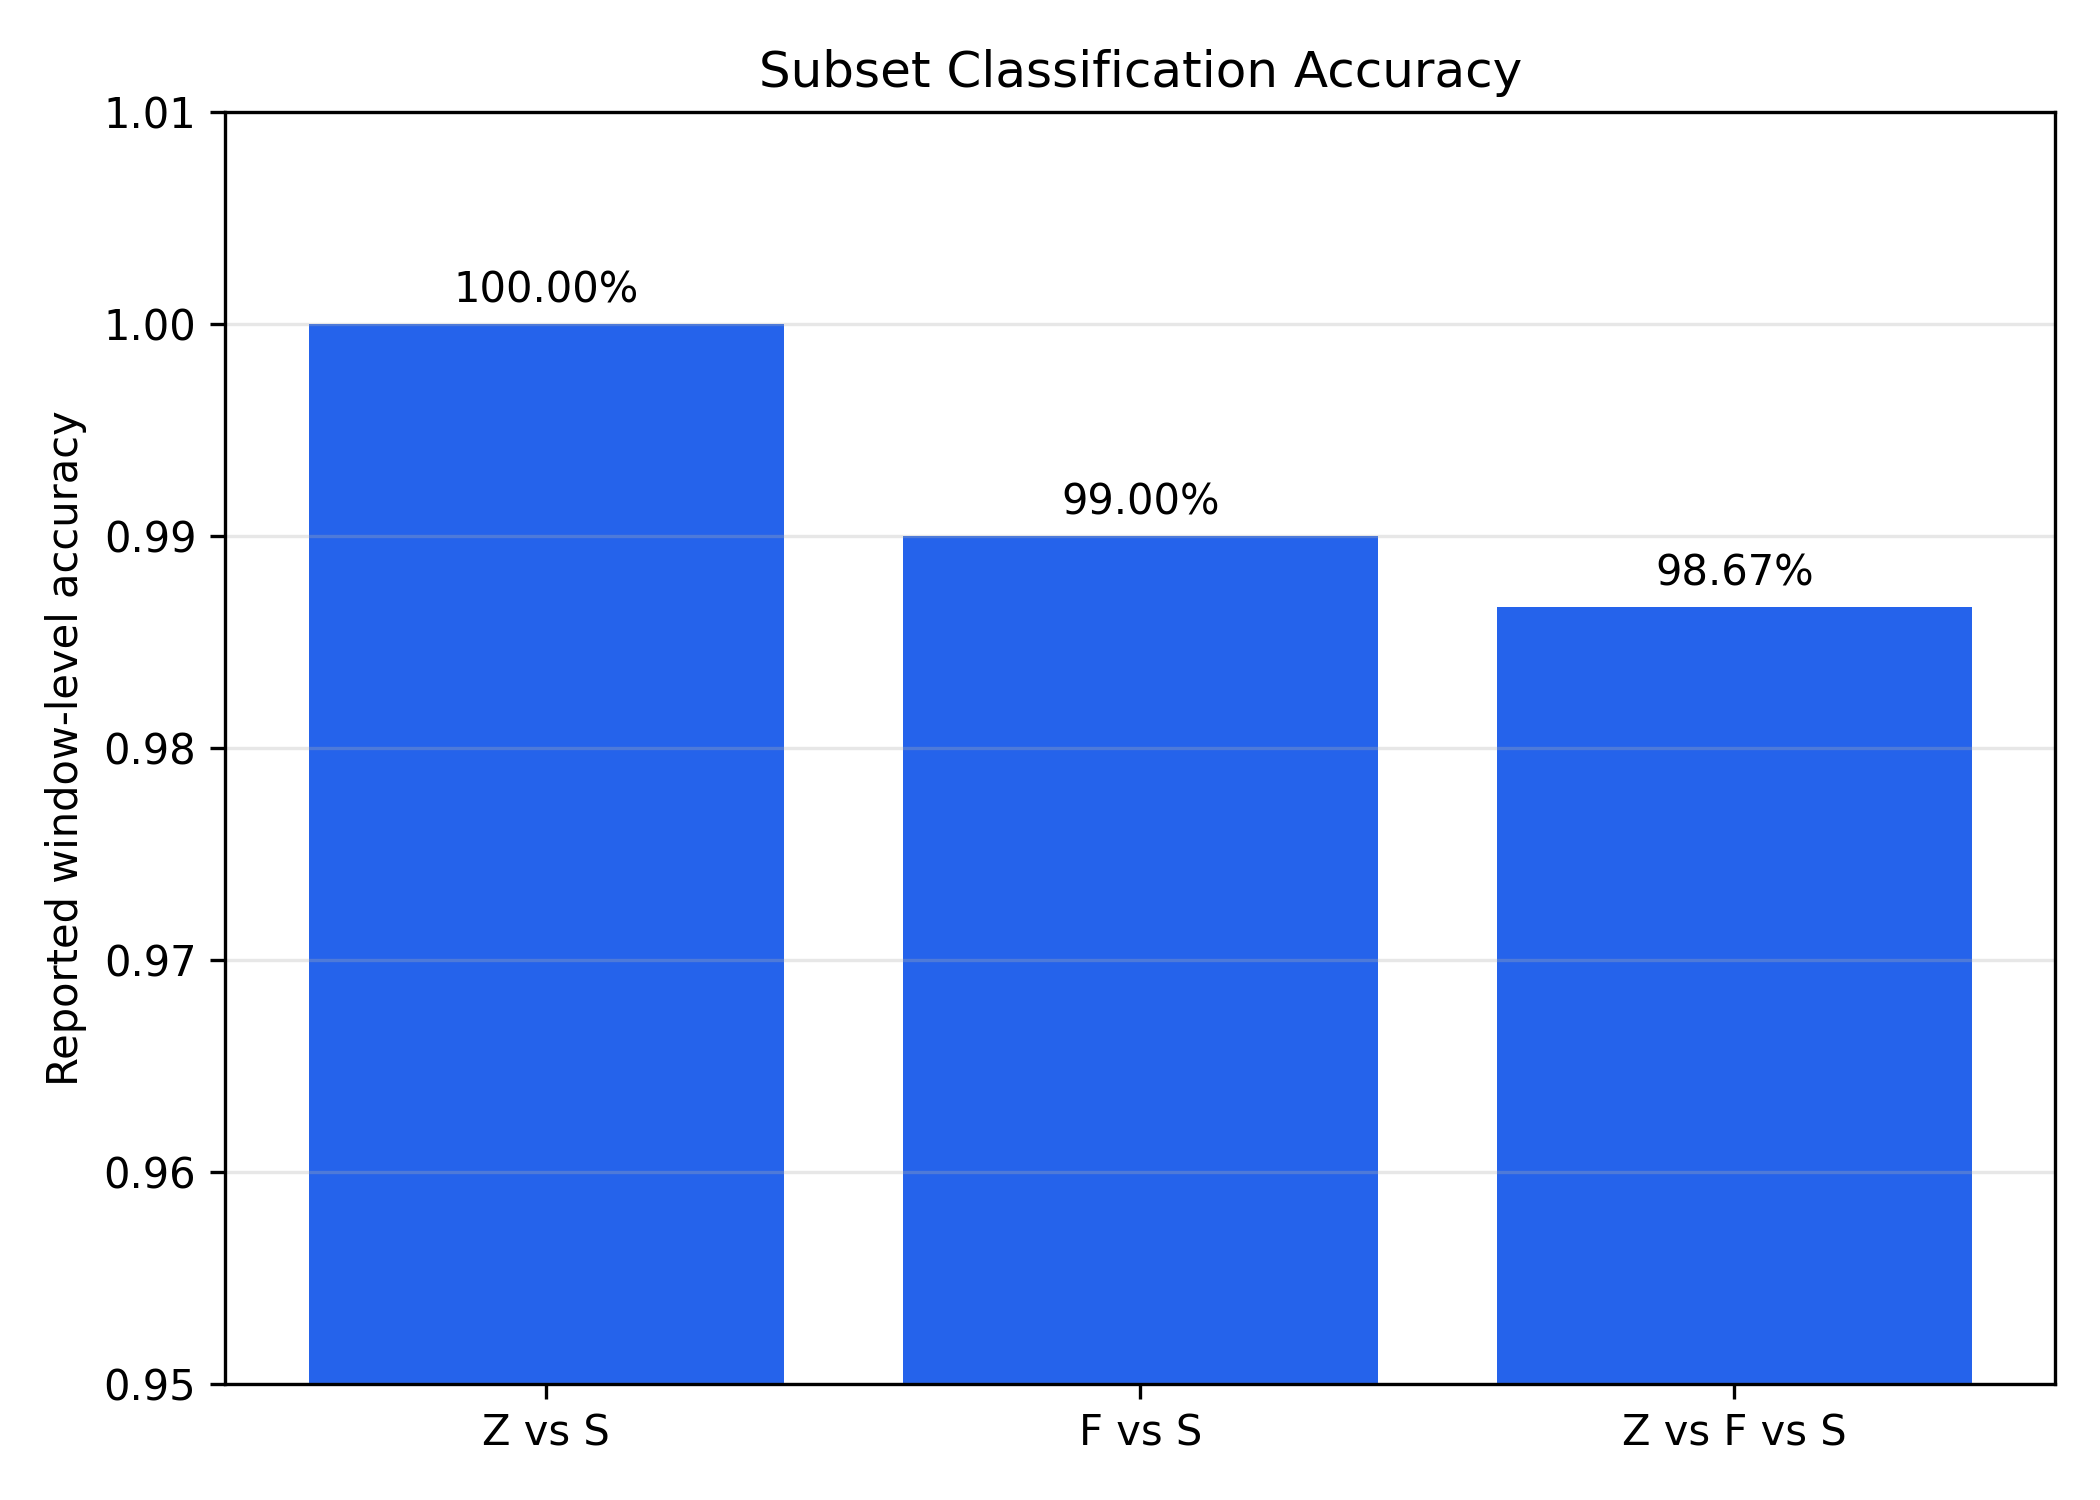 Subset Classification Accuracy
Reported window-level accuracy
1.01
1.00
0.99
0.98
0.97
0.96
0.95
100.00%
99.00%
98.67%
Z vs S
F vs S
Z vs F vs S